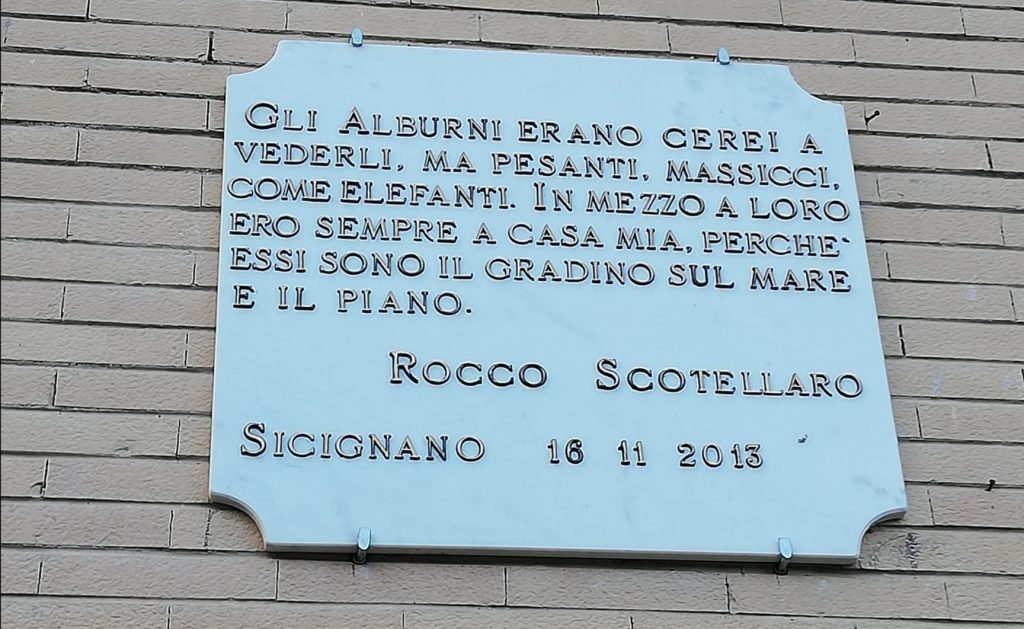 GLI ALBURNI ERANO CEREI A
VEDERLI, MA PESANTI, MASSICCI,
COME ELEFANTI. IN MEZZO A LORO
ERO SEMPRE A CASA MIA, PERCHE`
ESSI SONO IL GRADINO SUL MARE
E IL PIANO.
ROCCO SCOTELLARO
SICIGNANO 16 11 2013